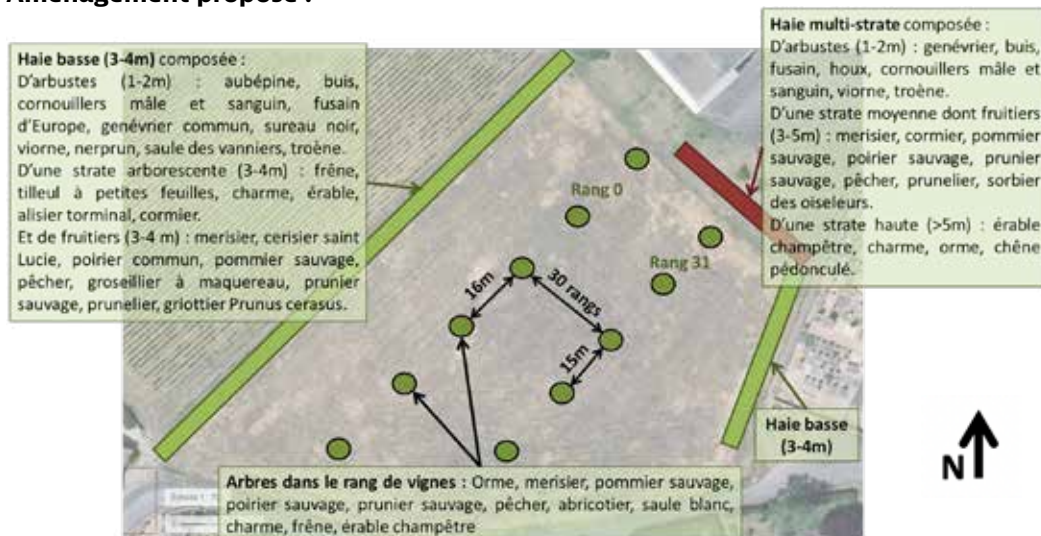 Aménagement proposé :
Haie basse (3-4m) composée :
D'arbustes (1-2m) : aubépine, buis,
cornouillers mâle et sanguin, fusain
d'Europe, genévrier commun, sureau noir,
viorne, nerprun, saule des vanniers, troène.
D'une strate arborescente (3-4m) : frêne,
tilleul à petites feuilles, charme, érable,
alisier torminal, cormier.
Et de fruitiers (3-4 m) : merisier, cerisier saint
Lucie, poirier commun, pommier sauvage,
pêcher, groseillier à maquereau, prunier
sauvage, prunelier, griottier Prunus cerasus.
Haie multi-strate composée :
D'arbustes (1-2m) : genévrier, buis,
fusain, houx, cornouillers mâle et
sanguin, viorne, troène.
D'une strate moyenne dont fruitiers
(3-5m) : merisier, cormier, pommier
sauvage, poirier sauvage, prunier
sauvage, pêcher, prunelier, sorbier
des oiseleurs.
D'une strate haute (>5m) : érable
champêtre, charme, orme, chêne
pédonculé.
Rang 0
Rang 31
16m
30 rangs
15m
Haie basse
(3-4m)
N
Arbres dans le rang de vignes : Orme, merisier, pommier sauvage,
poirier sauvage, prunier sauvage, pêcher, abricotier, saule blanc,
charme, frêne, érable champêtre